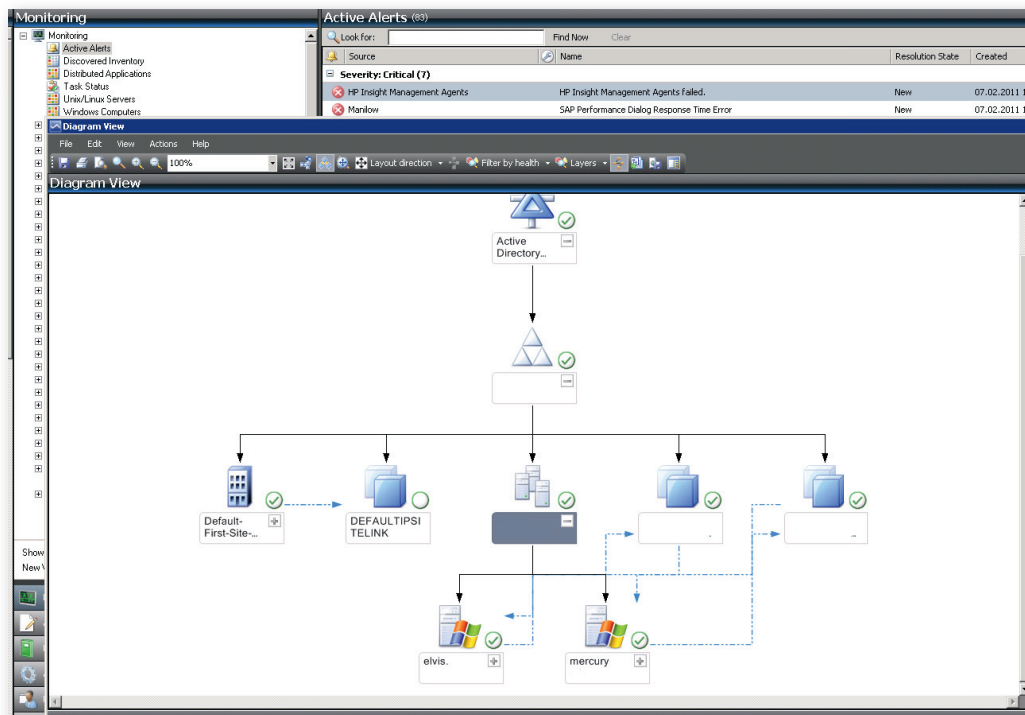 Monitoring
Monitoring
Active Alerts
Discovered Inventory
Distributed Applications
Task Status
Unix/Linux Servers
Windows Computers
Active Alerts (83)
Look for: Find Now Clear
Source Name Resolution State Created
Severity: Critical (7)
HP Insight Management Agents HP Insight Management Agents failed. New 07.02.2011 1
Manilow SAP Performance Dialog Response Time Error New 07.02.2011 1
Diagram View
File Edit View Actions Help
100% Layout direction Filter by health Layers
Diagram View
Active
Directory...
Default-
First-Site-...
DEFAULTIPSI
TELINK
elvis.
mercury
Show
New